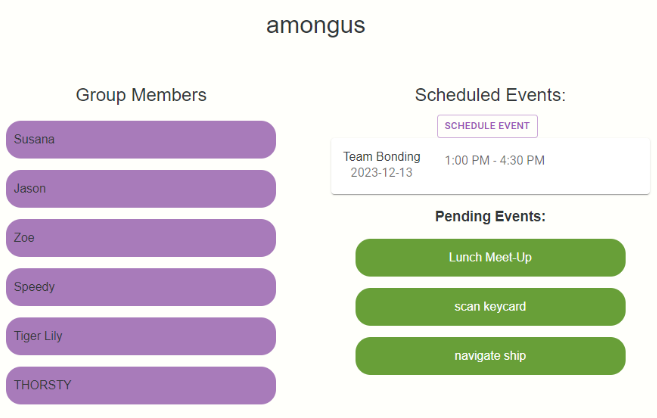 amongus
Group Members
Susana
Jason
Zoe
Speedy
Tiger Lily
THORSTY
Scheduled Events:
SCHEDULE EVENT
Team Bonding
2023-12-13
1:00 PM - 4:30 PM
Pending Events:
Lunch Meet-Up
scan keycard
navigate ship